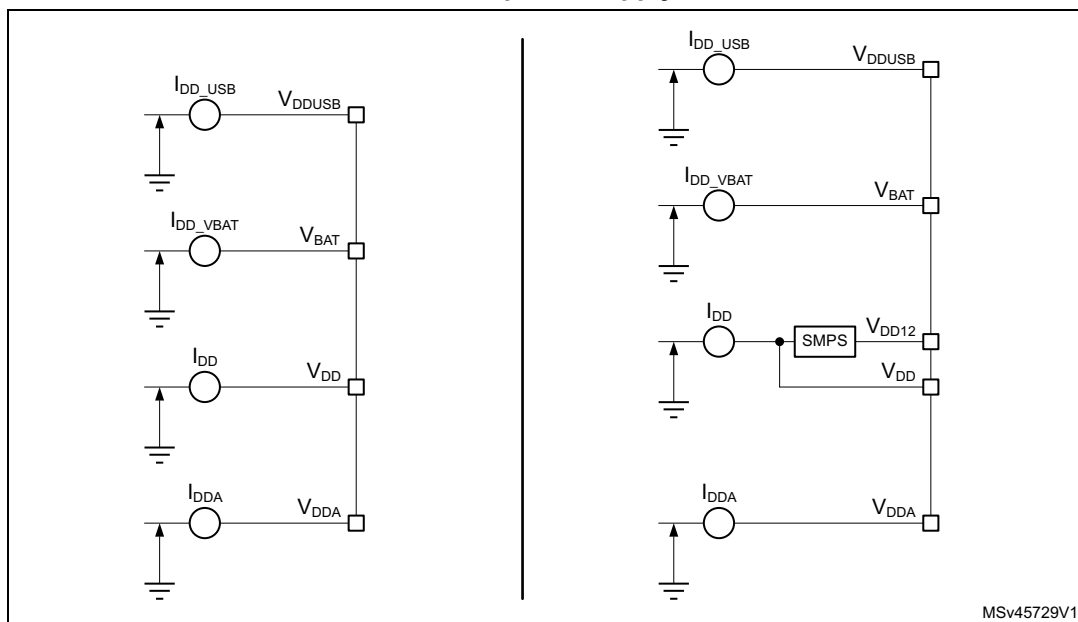 I_DD_USB
V_DDUSB
I_DD_VBAT
V_BAT
I_DD
V_DD
I_DDA
V_DDA
I_DD_USB
V_DDUSB
I_DD_VBAT
V_BAT
I_DD
SMPS
V_DD12
V_DD
I_DDA
V_DDA
MSv45729V1